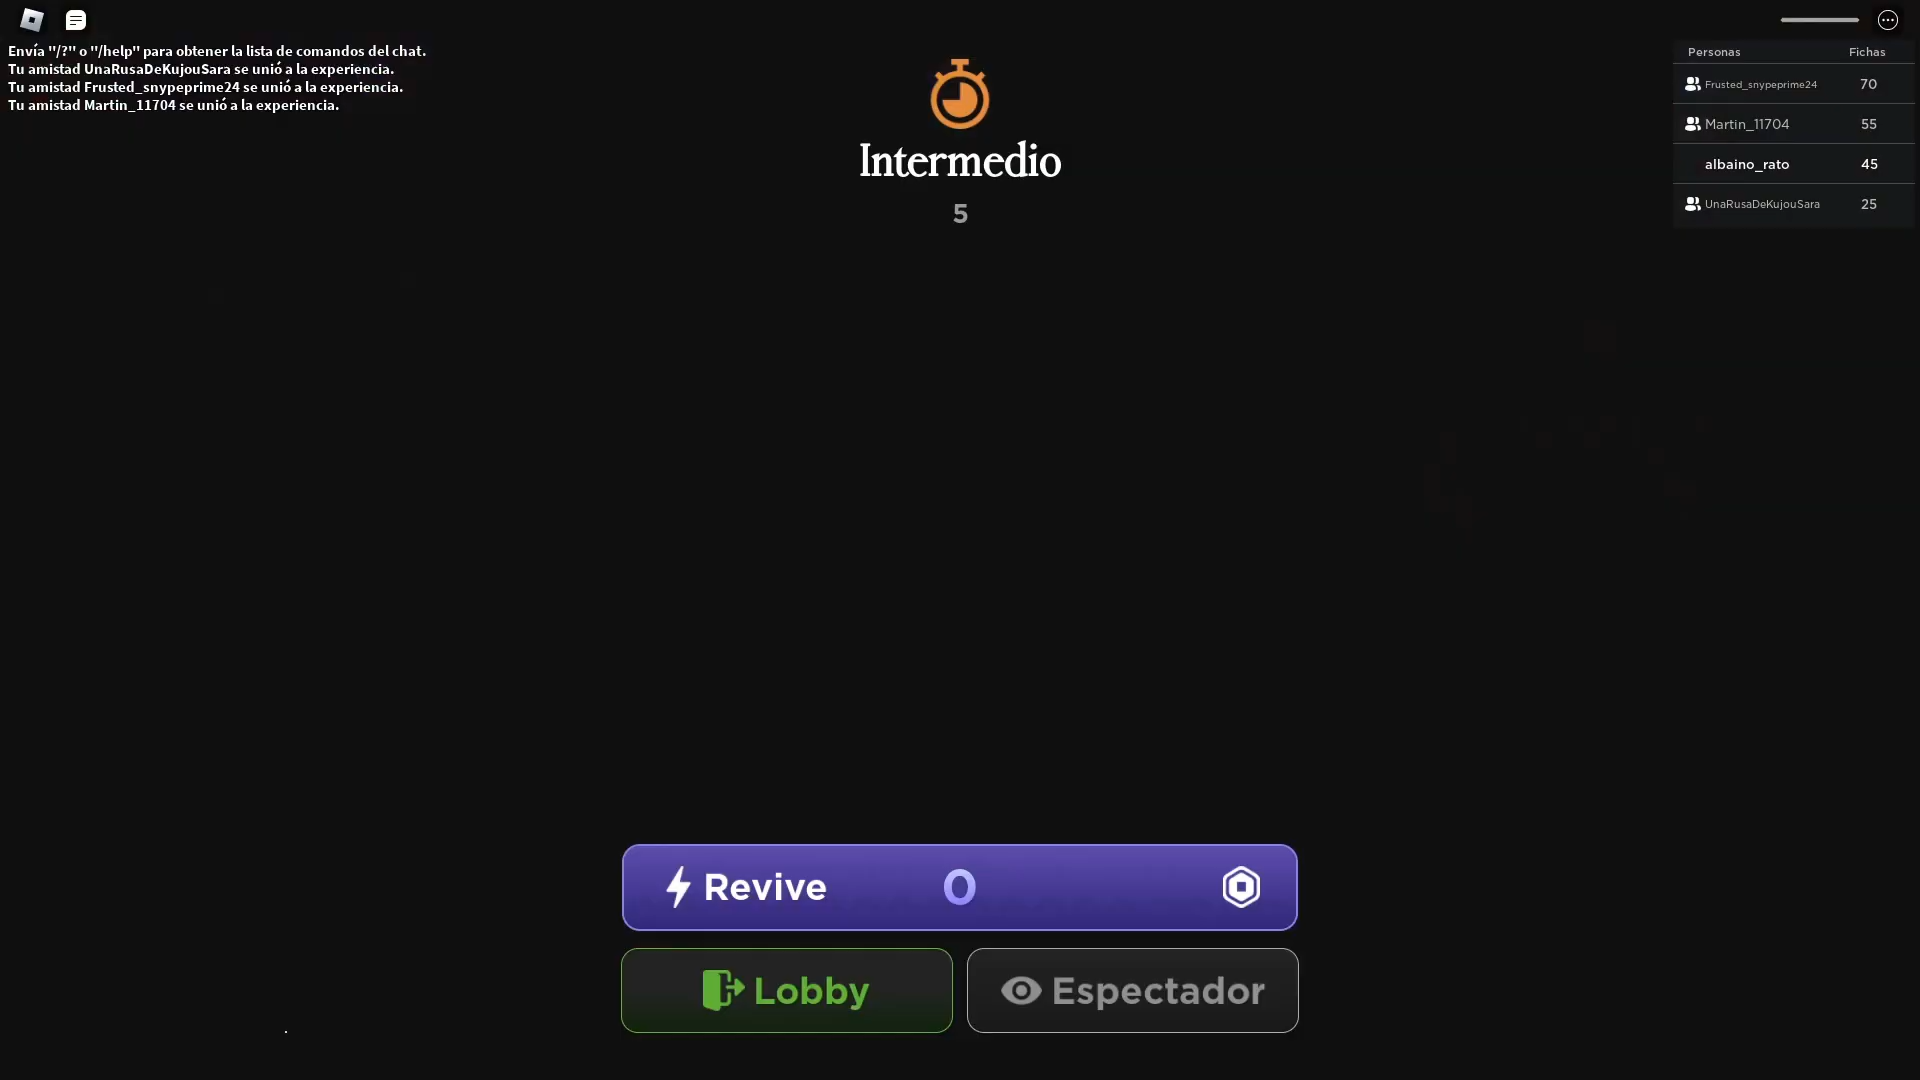 Envía "/?" o "/help" para obtener la lista de comandos del chat.
Tu amistad UnaRusaDeKujouSara se unió a la experiencia.
Tu amistad Frusted_snypeprime24 se unió a la experiencia.
Tu amistad Martin_11704 se unió a la experiencia.
Intermedio
5
Personas Fichas
Frusted_snypeprime24 70
Martin_11704 55
albaino_rato 45
UnaRusaDeKujouSara 25
Revive 0
Lobby
Espectador